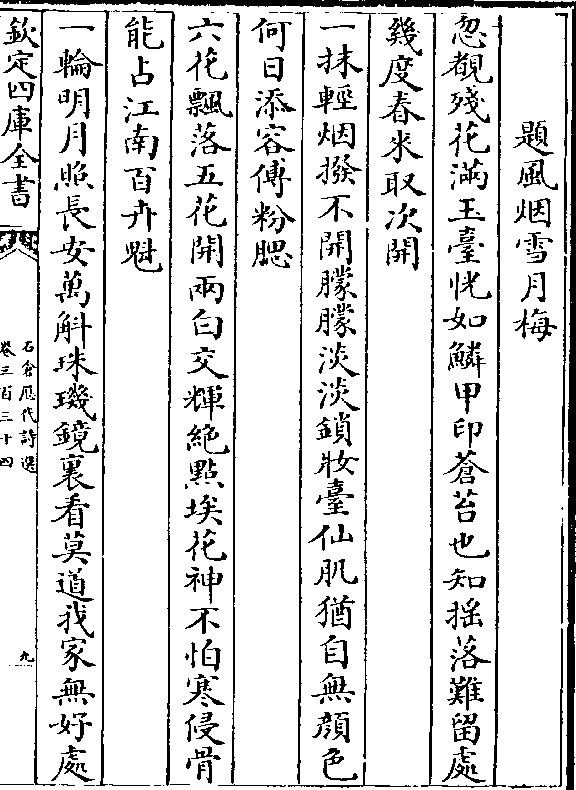 題風烟雪月梅
忽覩殘花滿玉臺恍如鱗甲印蒼苔也知揺落難留處
幾度春來取次開
一抹輕烟撥不開朦朦淡淡鎖妝臺仙肌猶自無顔色
何日添容傅粉腮
六花飄落五花開兩白交輝絶點埃花神不怕寒侵骨
能占江南百卉魁
一輪明月照長安萬斛珠璣鏡裏看莫道我家無好處
欽定四庫全書
石倉歴代詩選
卷三百三十四
九